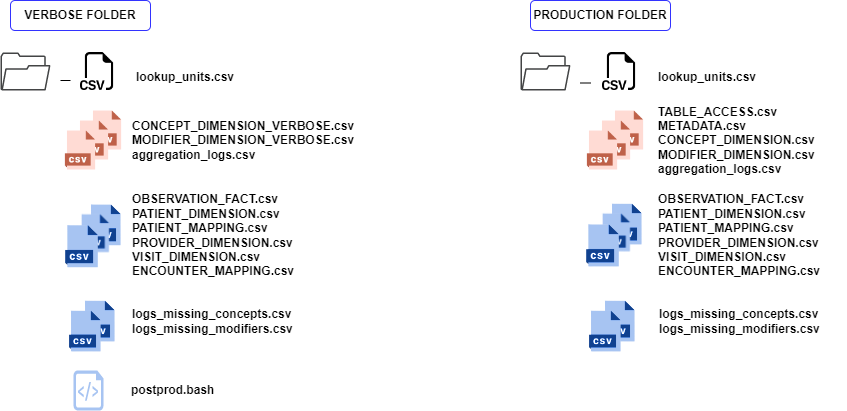 VERBOSE FOLDER
CSV
lookup_units.csv
csv
CONCEPT_DIMENSION_VERBOSE.csv
MODIFIER_DIMENSION_VERBOSE.csv
aggregation_logs.csv
csv
OBSERVATION_FACT.csv
PATIENT_DIMENSION.csv
PATIENT_MAPPING.csv
PROVIDER_DIMENSION.csv
VISIT_DIMENSION.csv
ENCOUNTER_MAPPING.csv
csv
logs_missing_concepts.csv
logs_missing_modifiers.csv
</>
postprod.bash
PRODUCTION FOLDER
CSV
lookup_units.csv
csv
TABLE_ACCESS.csv
METADATA.csv
CONCEPT_DIMENSION.csv
MODIFIER_DIMENSION.csv
aggregation_logs.csv
csv
OBSERVATION_FACT.csv
PATIENT_DIMENSION.csv
PATIENT_MAPPING.csv
PROVIDER_DIMENSION.csv
VISIT_DIMENSION.csv
ENCOUNTER_MAPPING.csv
csv
logs_missing_concepts.csv
logs_missing_modifiers.csv